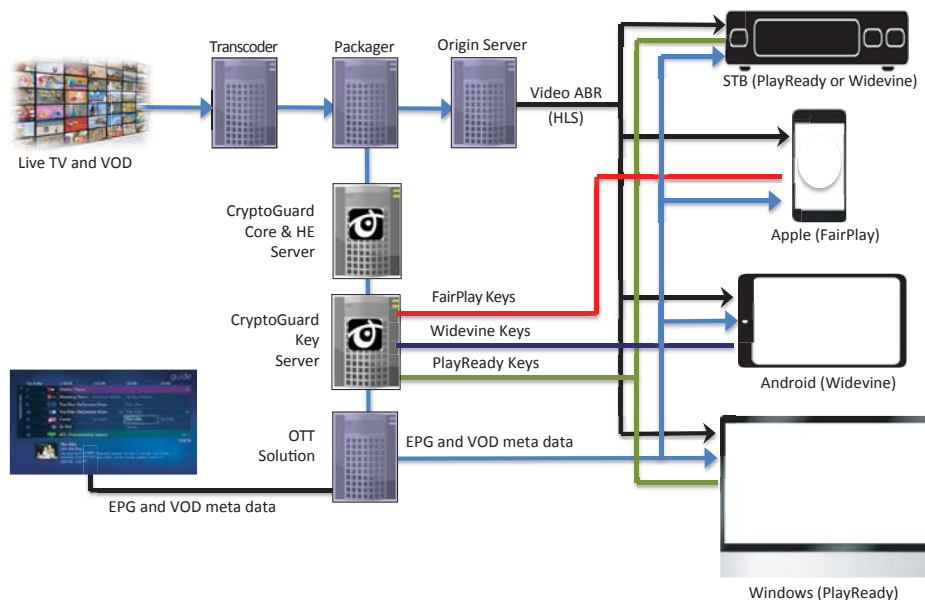 Transcoder
Packager
Origin Server
Video ABR
(HLS)
STB (PlayReady or Widevine)
Live TV and VOD
CryptoGuard
Core & HE
Server
Apple (FairPlay)
CryptoGuard
Key
Server
FairPlay Keys
Widevine Keys
PlayReady Keys
Android (Widevine)
guide
OTT
Solution
EPG and VOD meta data
EPG and VOD meta data
Windows (PlayReady)